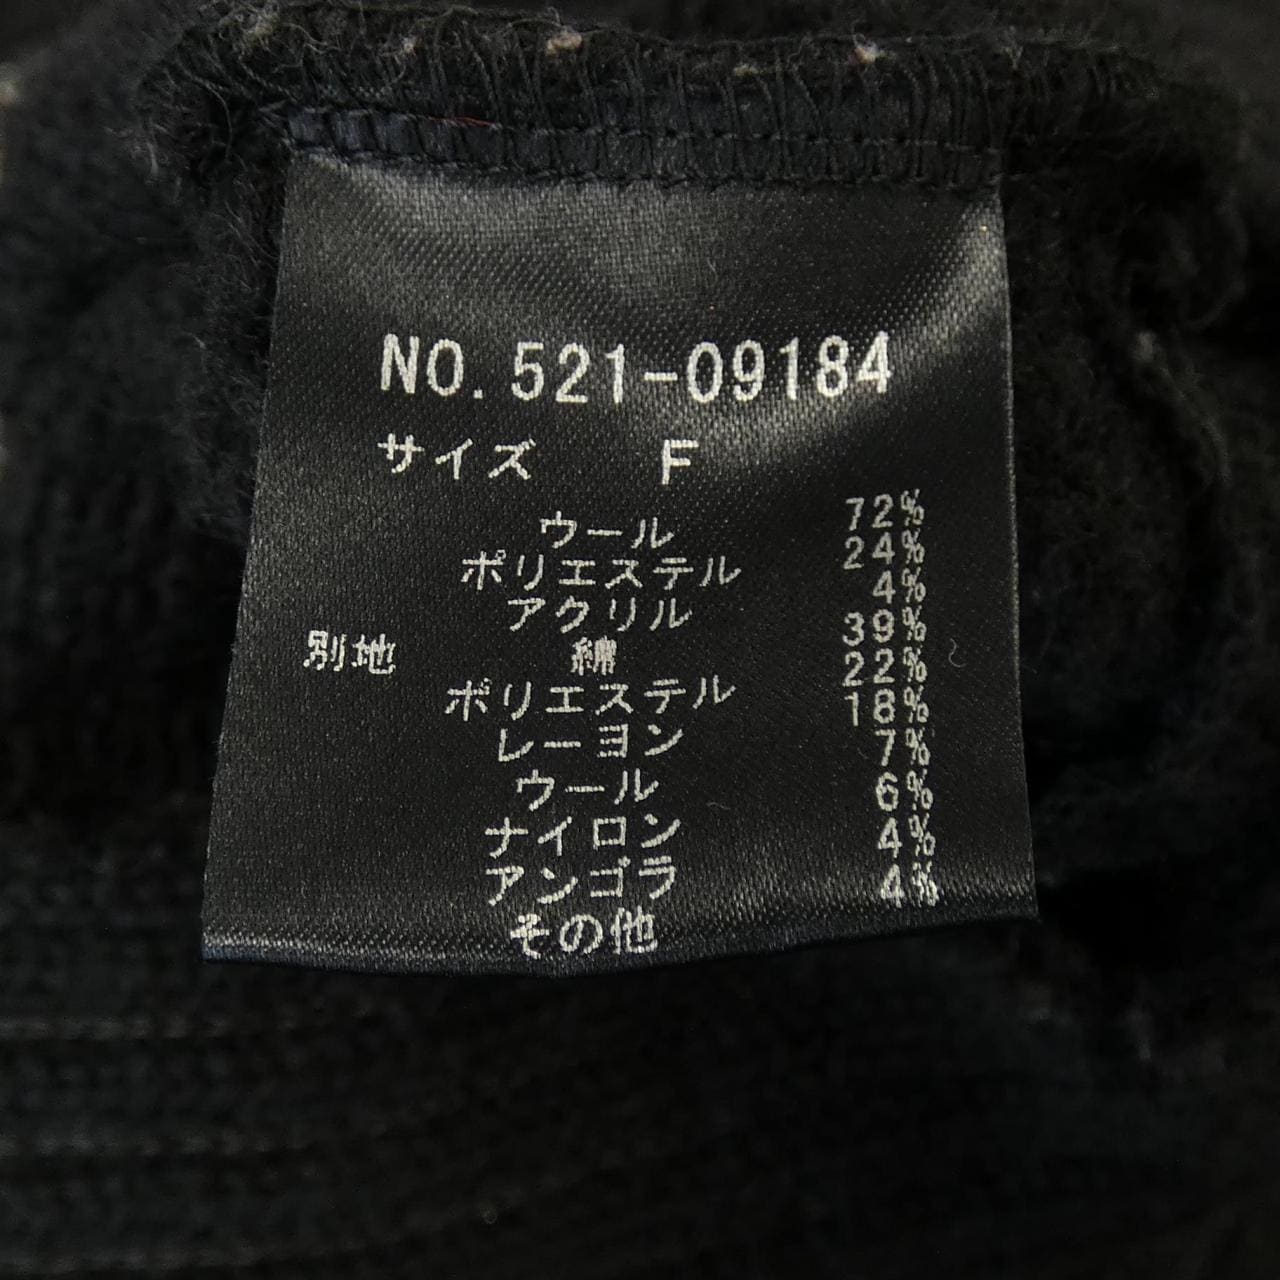 NO.521-09184
サイズ F
ウール 72%
ポリエステル 24%
アクリル 4%
別地 綿 39%
ポリエステル 22%
レーヨン 18%
ウール 7%
ナイロン 6%
アンゴラ 4%
その他 4%